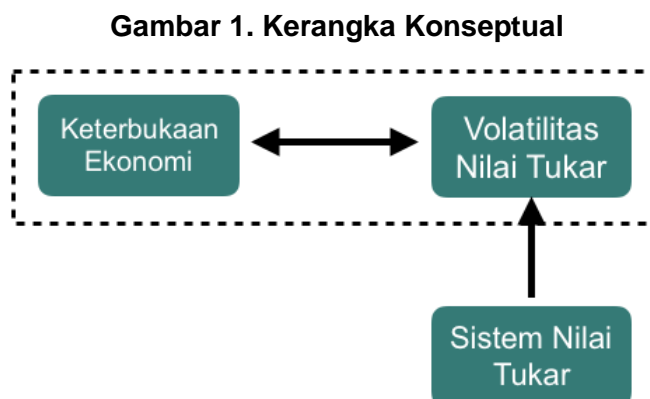 Gambar 1. Kerangka Konseptual
Keterbukaan
Ekonomi
Volatilitas
Nilai Tukar
Sistem Nilai
Tukar